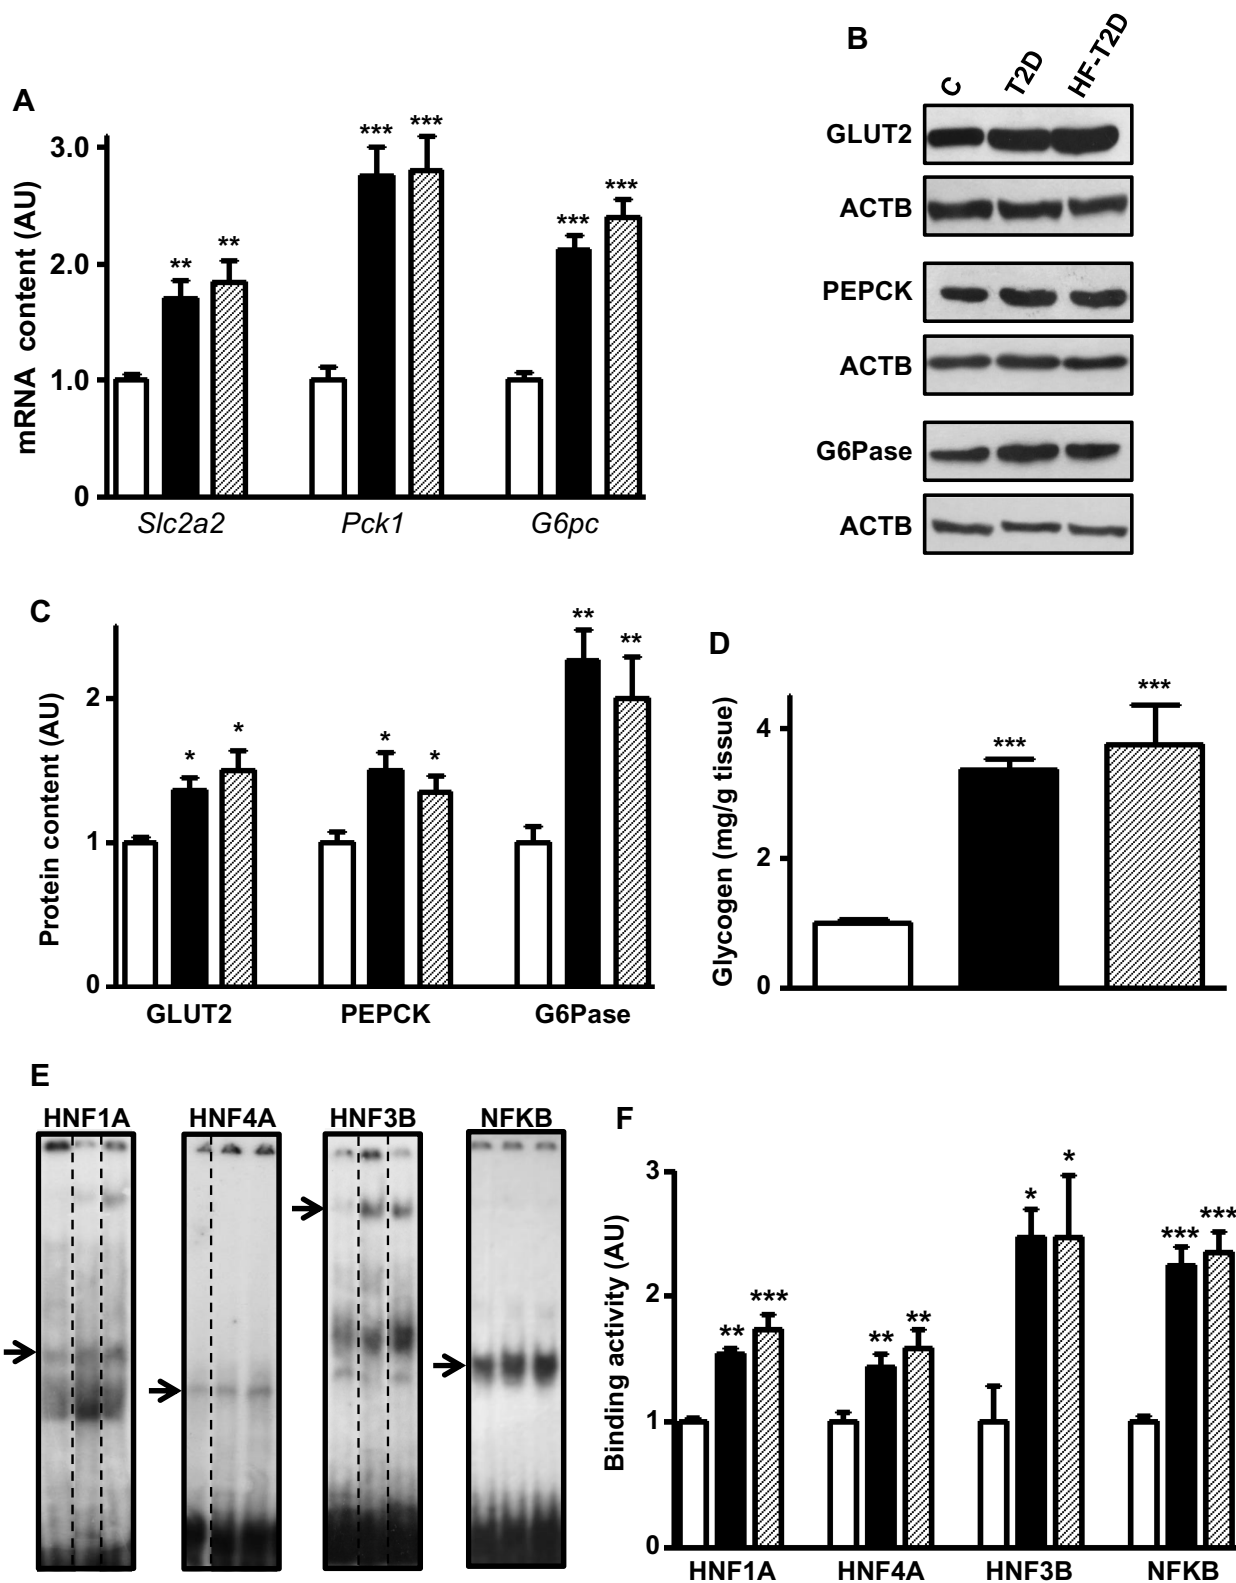 A
mRNA content (AU)
3.0
2.0
1.0
0
** ** *** *** *** ***
Slc2a2 Pck1 G6pc
B
C T2D HF-T2D
GLUT2
ACTB
PEPCK
ACTB
G6Pase
ACTB
C
Protein content (AU)
2
1
0
* * * * ** **
GLUT2 PEPCK G6Pase
D
Glycogen (mg/g tissue)
4
2
0
*** ***
E
HNF1A HNF4A HNF3B NFKB
F
Binding activity (AU)
3
2
1
0
** *** ** ** * * *** ***
HNF1A HNF4A HNF3B NFKB